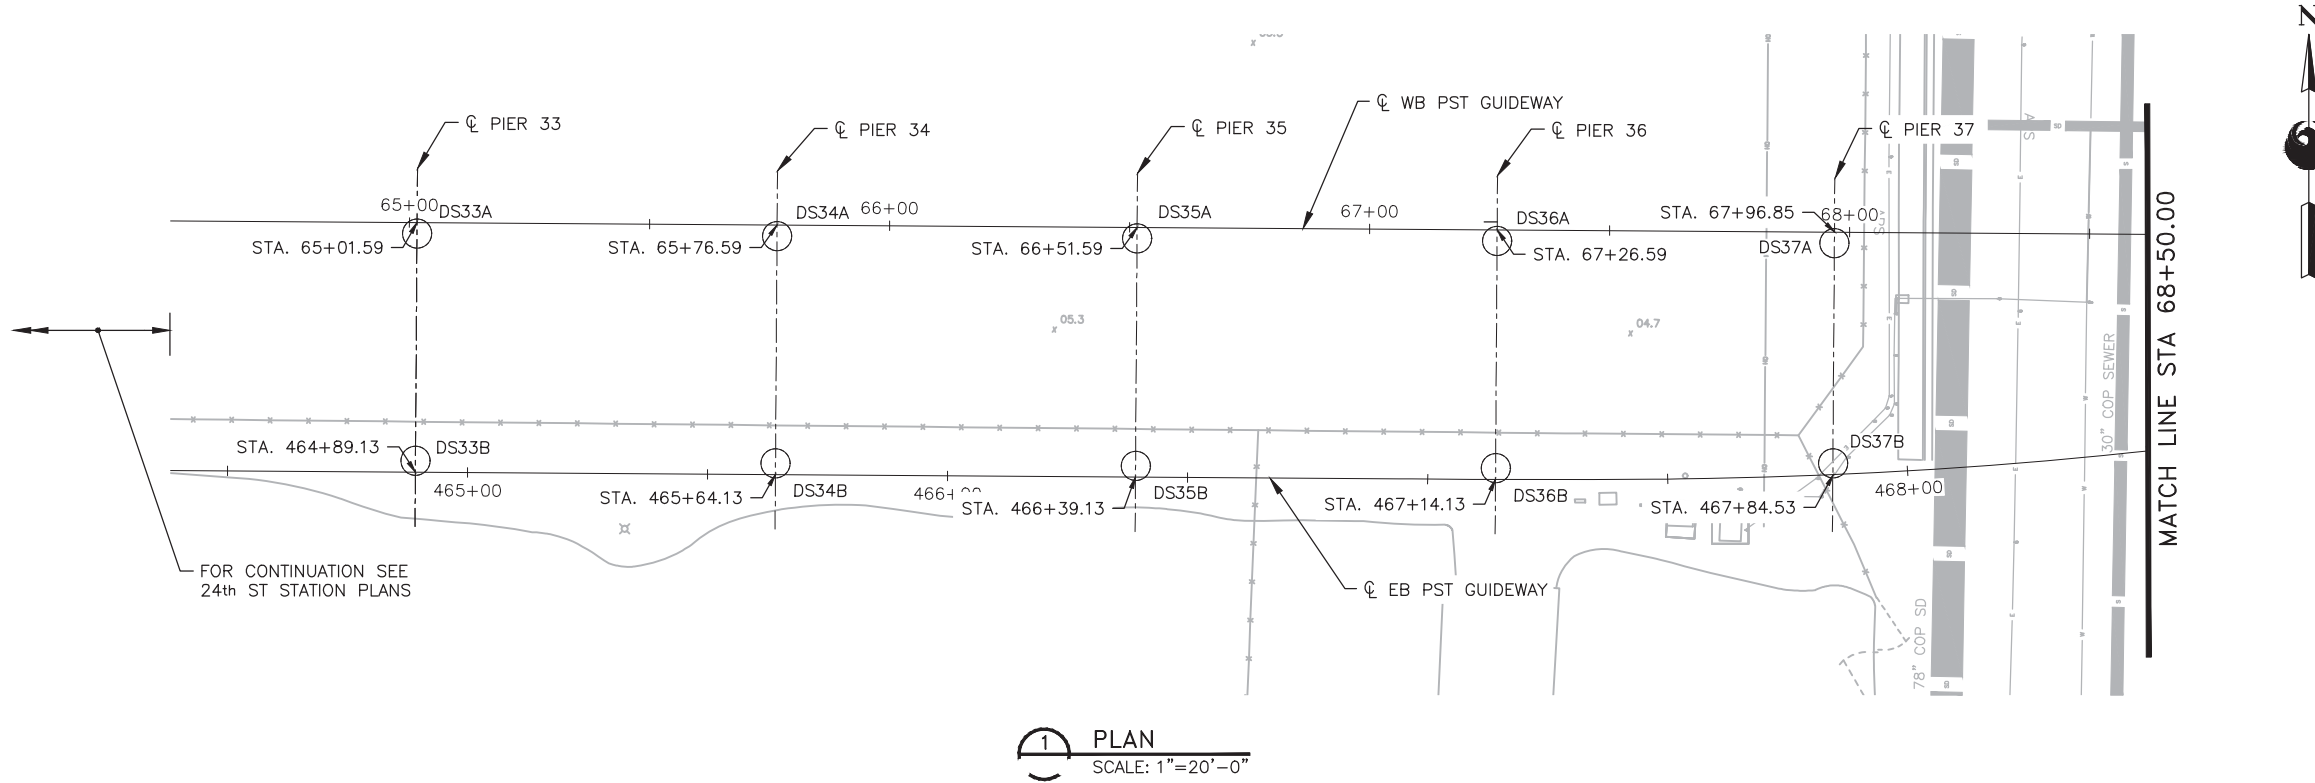 N
℄ PIER 33
℄ PIER 34
℄ PIER 35
℄ WB PST GUIDEWAY
℄ PIER 36
℄ PIER 37
SD
65+00
DS33A
DS34A
66+00
DS35A
67+00
DS36A
STA. 67+96.85
68+00
STA. 65+01.59
STA. 65+76.59
STA. 66+51.59
STA. 67+26.59
DS37A
MATCH LINE STA 68+50.00
05.3
04.7
30" COP SEWER
STA. 464+89.13
DS33B
DS37B
465+00
STA. 465+64.13
DS34B
STA. 466+39.13
DS35B
STA. 467+14.13
DS36B
STA. 467+84.53
468+00
FOR CONTINUATION SEE
24th ST STATION PLANS
℄ EB PST GUIDEWAY
78" COP SD
1
PLAN
SCALE: 1"=20'-0"